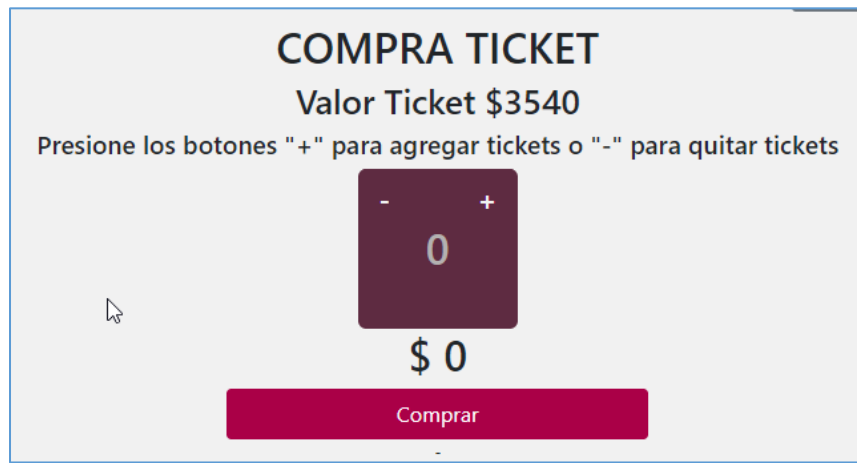 COMPRA TICKET
Valor Ticket $3540
Presione los botones "+" para agregar tickets o "-" para quitar tickets
- +
0
$ 0
Comprar
-